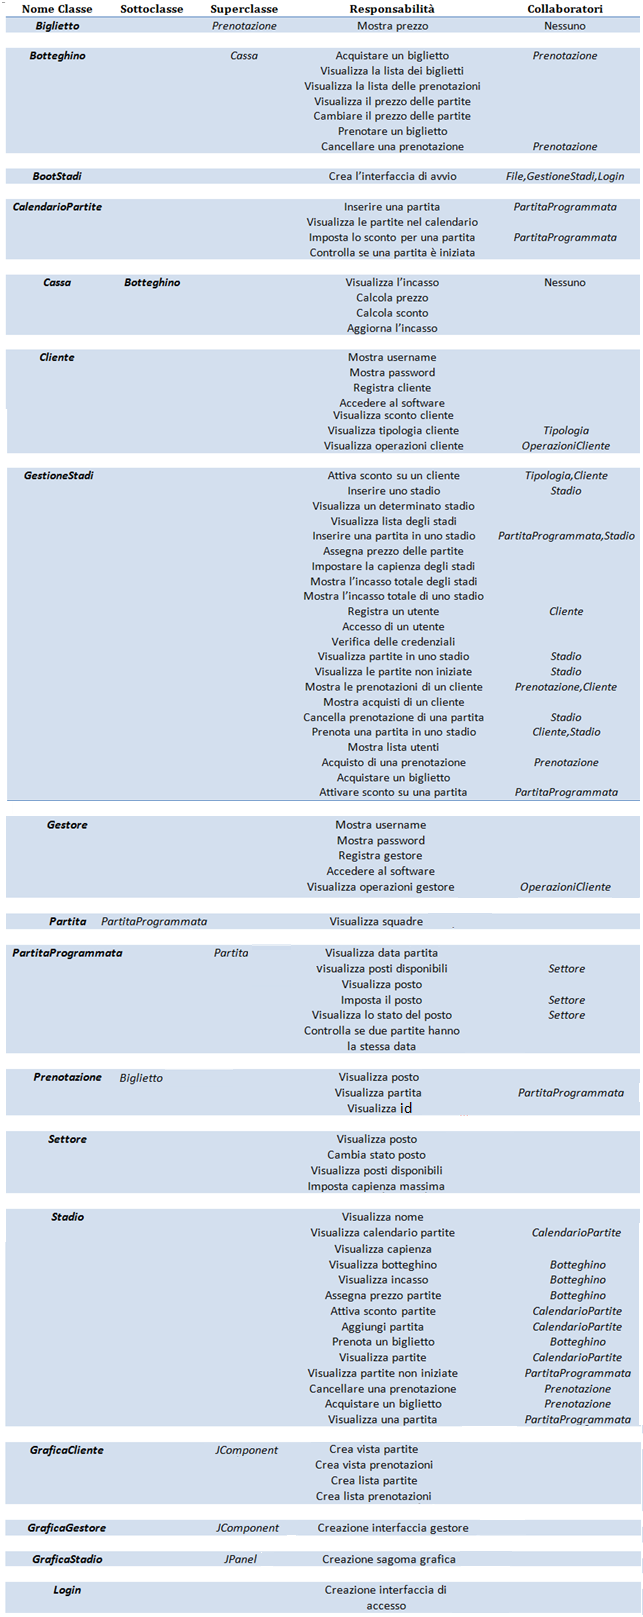 Nome Classe Sottoclasse Superclasse Responsabilità Collaboratori
Biglietto Prenotazione Mostra prezzo Nessuno
Botteghino Cassa Acquistare un biglietto Prenotazione
Visualizza la lista dei biglietti
Visualizza la lista delle prenotazioni
Visualizza il prezzo delle partite
Cambiare il prezzo delle partite
Prenotare un biglietto
Cancellare una prenotazione Prenotazione
BootStadi Crea l'interfaccia di avvio File,GestioneStadi,Login
CalendarioPartite Inserire una partita PartitaProgrammata
Visualizza le partite nel calendario
Imposta lo sconto per una partita PartitaProgrammata
Controlla se una partita è iniziata
Cassa Botteghino Visualizza l'incasso Nessuno
Calcola prezzo
Calcola sconto
Aggiorna l'incasso
Cliente Mostra username
Mostra password
Registra cliente
Accedere al software
Visualizza sconto cliente
Visualizza tipologia cliente Tipologia
Visualizza operazioni cliente OperazioniCliente
GestioneStadi Attiva sconto su un cliente Tipologia,Cliente
Inserire uno stadio Stadio
Visualizza un determinato stadio
Visualizza lista degli stadi
Inserire una partita in uno stadio PartitaProgrammata,Stadio
Assegna prezzo delle partite
Impostare la capienza degli stadi
Mostra l'incasso totale degli stadi
Mostra l'incasso totale di uno stadio
Registra un utente Cliente
Accesso di un utente
Verifica delle credenziali
Visualizza partite in uno stadio Stadio
Visualizza le partite non iniziate Stadio
Mostra le prenotazioni di un cliente Prenotazione,Cliente
Mostra acquisti di un cliente
Cancella prenotazione di una partita Stadio
Prenota una partita in uno stadio Cliente,Stadio
Mostra lista utenti
Acquisto di una prenotazione Prenotazione
Acquistare un biglietto
Attivare sconto su una partita PartitaProgrammata
Gestore Mostra username
Mostra password
Registra gestore
Accedere al software
Visualizza operazioni gestore OperazioniCliente
Partita PartitaProgrammata Visualizza squadre
PartitaProgrammata Partita Visualizza data partita
visualizza posti disponibili Settore
Visualizza posto
Imposta il posto Settore
Visualizza lo stato del posto Settore
Controlla se due partite hanno
la stessa data
Prenotazione Biglietto Visualizza posto
Visualizza partita PartitaProgrammata
Visualizza id
Settore Visualizza posto
Cambia stato posto
Visualizza posti disponibili
Imposta capienza massima
Stadio Visualizza nome
Visualizza calendario partite CalendarioPartite
Visualizza capienza
Visualizza botteghino Botteghino
Visualizza incasso Botteghino
Assegna prezzo partite Botteghino
Attiva sconto partite CalendarioPartite
Aggiungi partita CalendarioPartite
Prenota un biglietto Botteghino
Visualizza partite CalendarioPartite
Visualizza partite non iniziate PartitaProgrammata
Cancellare una prenotazione Prenotazione
Acquistare un biglietto Prenotazione
Visualizza una partita PartitaProgrammata
GraficaCliente JComponent Crea vista partite
Crea vista prenotazioni
Crea lista partite
Crea lista prenotazioni
GraficaGestore JComponent Creazione interfaccia gestore
GraficaStadio JPanel Creazione sagoma grafica
Login Creazione interfaccia di
accesso